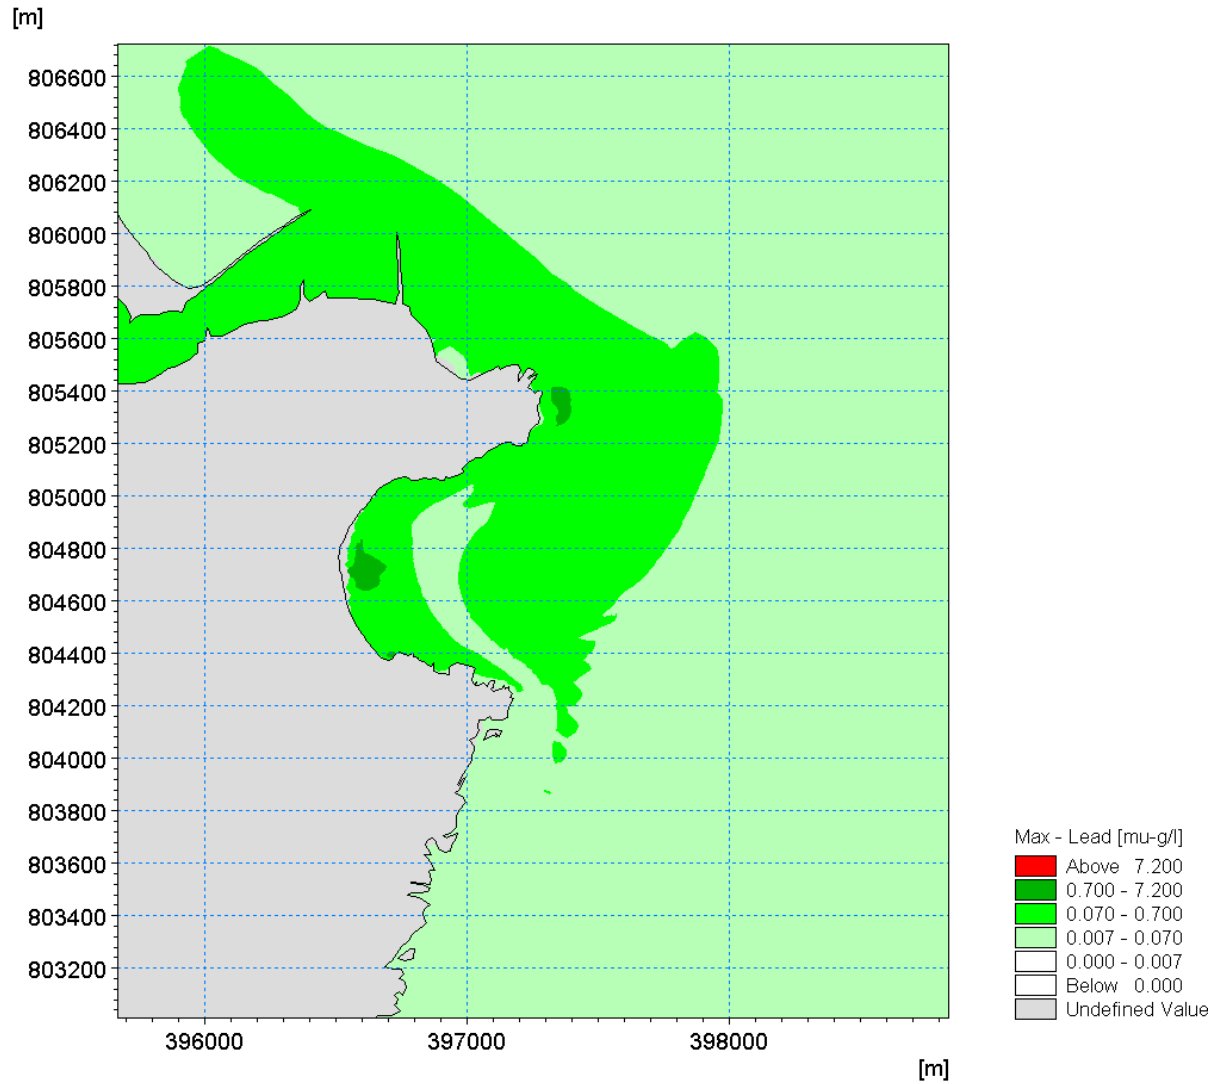 [m]
806600
806400
806200
806000
805800
805600
805400
805200
805000
804800
804600
804400
804200
804000
803800
803600
803400
803200
396000 397000 398000
[m]
Max - Lead [mu-g/l]
Above 7.200
0.700 - 7.200
0.070 - 0.700
0.007 - 0.070
0.000 - 0.007
Below 0.000
Undefined Value